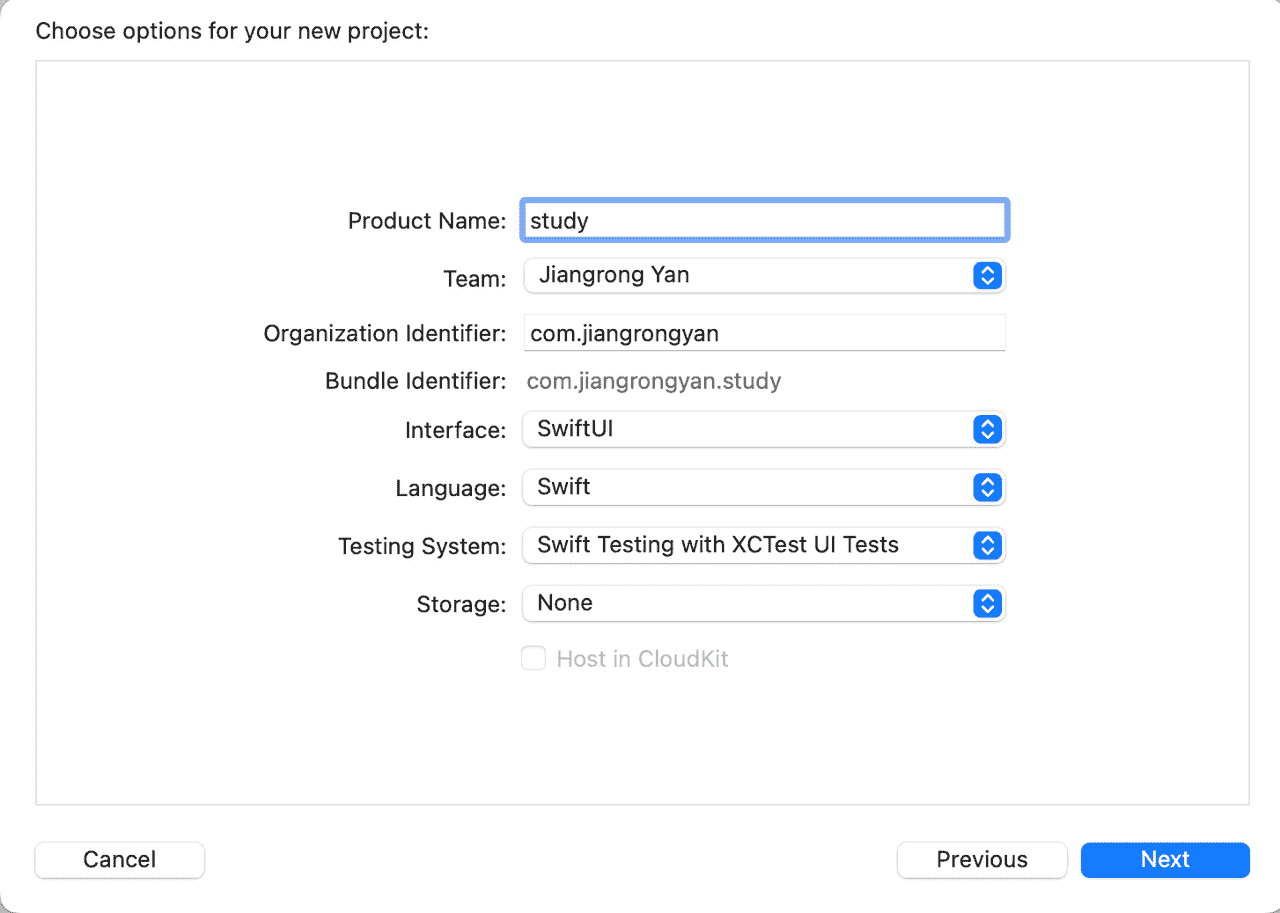 Choose options for your new project:
Product Name: study
Team: Jiangrong Yan
Organization Identifier: com.jiangrongyan
Bundle Identifier: com.jiangrongyan.study
Interface: SwiftUI
Language: Swift
Testing System: Swift Testing with XCTest UI Tests
Storage: None
Host in CloudKit
Cancel Previous Next